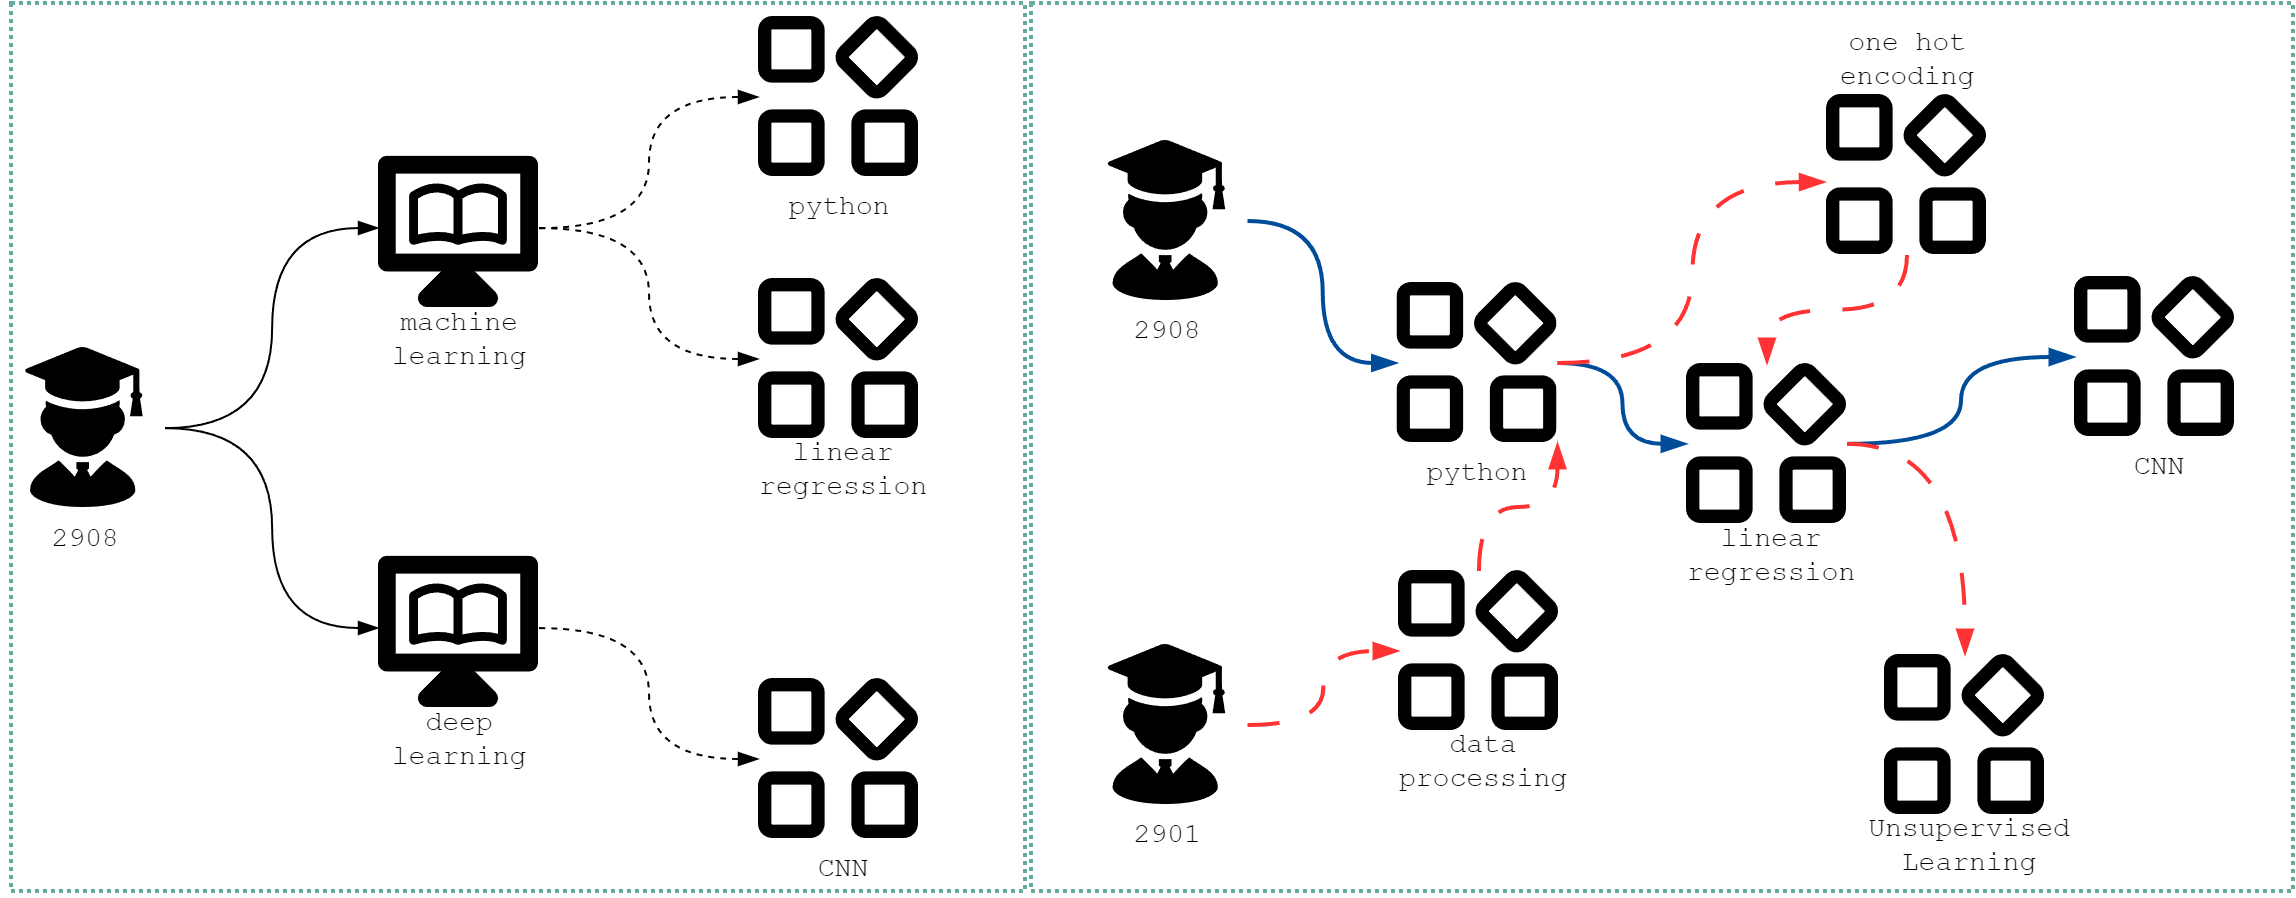 python
machine
learning
linear
regression
2908
deep
learning
CNN
one hot
encoding
2908
python
CNN
linear
regression
data
processing
2901
Unsupervised
Learning